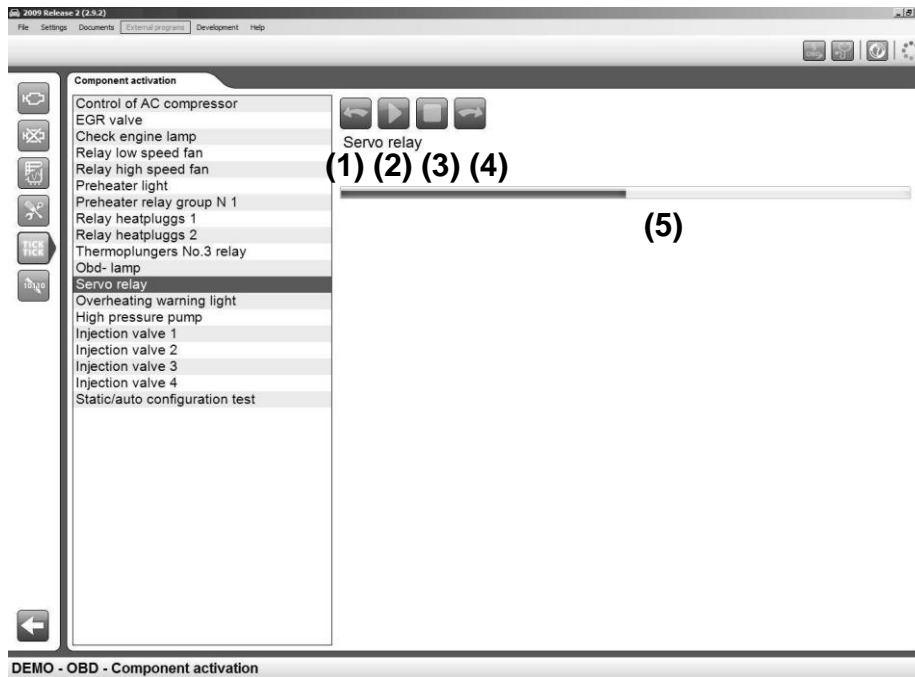 2009 Release 2 (2.9.2)
File Settings Documents External programs Development Help
Component activation
Control of AC compressor
EGR valve
Check engine lamp
Relay low speed fan
Relay high speed fan
Preheater light
Preheater relay group N 1
Relay heatpluggs 1
Relay heatpluggs 2
Thermoplungers No.3 relay
Obd- lamp
Servo relay
Overheating warning light
High pressure pump
Injection valve 1
Injection valve 2
Injection valve 3
Injection valve 4
Static/auto configuration test
Servo relay
(1) (2) (3) (4)
(5)
TICK
TICK
DEMO - OBD - Component activation